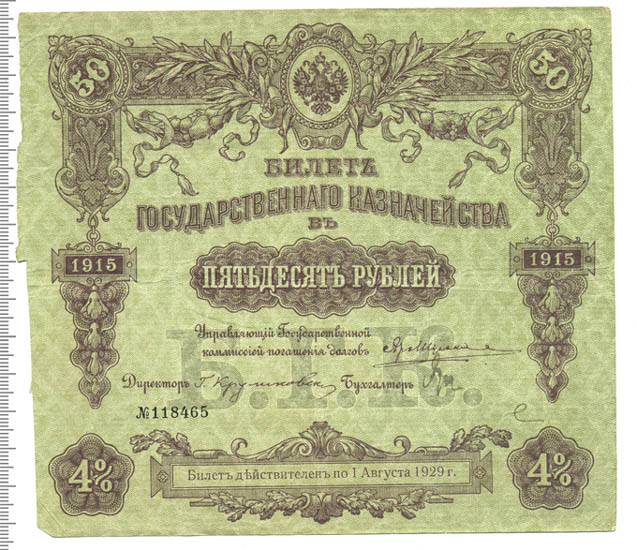 50 50
БИЛЕТЪ
ГОСУДАРСТВЕННАГО КАЗНАЧЕЙСТВА
ВЪ
1915 1915
ПЯТЬДЕСЯТЪ РУБЛЕЙ
Управляющій Государственной
коммиссіей погашенія долговъ
Б.Г.К.
Директоръ Бухгалтеръ
№118465
4% 4%
Билетъ дѣйствителенъ по 1 Августа 1929 г.